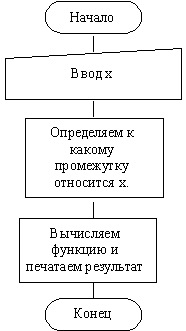 Начало
Ввод x
Определяем к
какому
промежутку
относится x.
Вычисляем
функцию и
печатаем результат
Конец